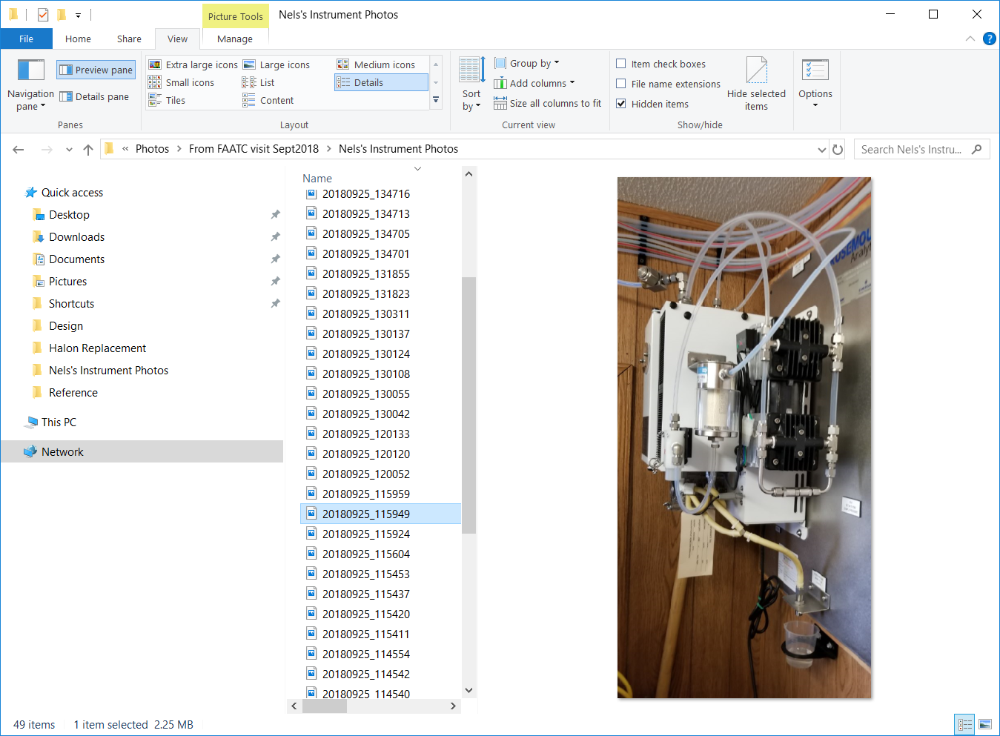 Picture Tools
Nels's Instrument Photos
File
Home
Share
View
Manage
Navigation pane
Preview pane
Details pane
Panes
Extra large icons
Large icons
Medium icons
Small icons
List
Details
Tiles
Content
Layout
Sort by
Group by
Add columns
Size all columns to fit
Current view
Item check boxes
File name extensions
Hidden items
Hide selected items
Show/hide
Options
« Photos > From FAATC visit Sept2018 > Nels's Instrument Photos
Search Nels's Instru...
Quick access
Desktop
Downloads
Documents
Pictures
Shortcuts
Design
Halon Replacement
Nels's Instrument Photos
Reference
This PC
Network
Name
20180925_134716
20180925_134713
20180925_134705
20180925_134701
20180925_131855
20180925_131823
20180925_130311
20180925_130137
20180925_130124
20180925_130108
20180925_130055
20180925_130042
20180925_120133
20180925_120120
20180925_120052
20180925_115959
20180925_115949
20180925_115924
20180925_115604
20180925_115453
20180925_115437
20180925_115420
20180925_115411
20180925_114554
20180925_114542
20180925_114540
49 items
1 item selected 2.25 MB